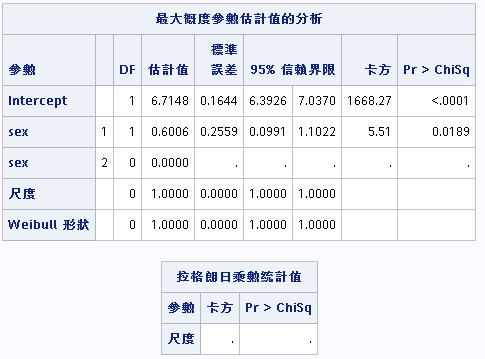 最大概度參數估計值的分析
參數 DF 估計值 標準誤差 95% 信賴界限 卡方 Pr > ChiSq
Intercept 1 6.7148 0.1644 6.3926 7.0370 1668.27 <.0001
sex 1 1 0.6006 0.2559 0.0991 1.1022 5.51 0.0189
sex 2 0 0.0000 . . . . .
尺度 0 1.0000 0.0000 1.0000 1.0000
Weibull 形狀 0 1.0000 0.0000 1.0000 1.0000
拉格朗日乘數統計值
參數 卡方 Pr > ChiSq
尺度 . .